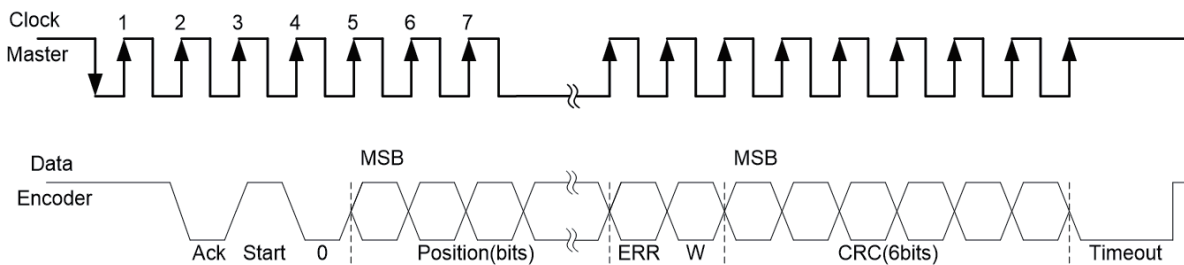 Clock
Master
1 2 3 4 5 6 7
Data
Encoder
MSB MSB
Ack Start 0 Position(bits) ERR W CRC(6bits) Timeout